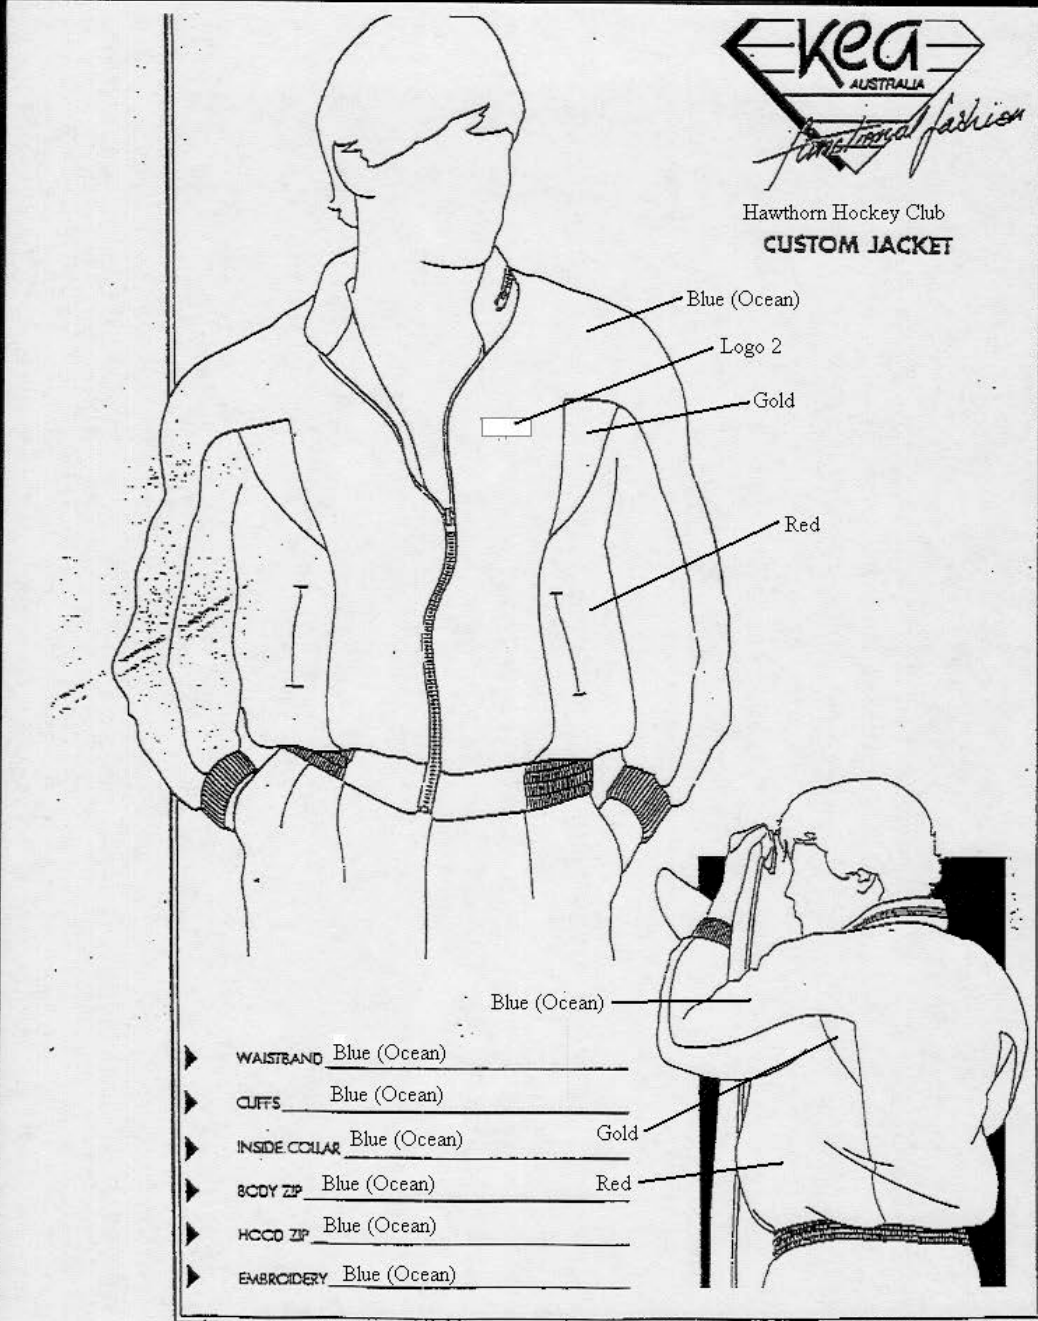 Kea
AUSTRALIA
functional fashion
Hawthorn Hockey Club
CUSTOM JACKET
Blue (Ocean)
Logo 2
Gold
Red
Blue (Ocean)
Gold
Red
WAISTBAND Blue (Ocean)
CUFFS Blue (Ocean)
INSIDE COLLAR Blue (Ocean)
BODY ZIP Blue (Ocean)
HOOD ZIP Blue (Ocean)
EMBROIDERY Blue (Ocean)